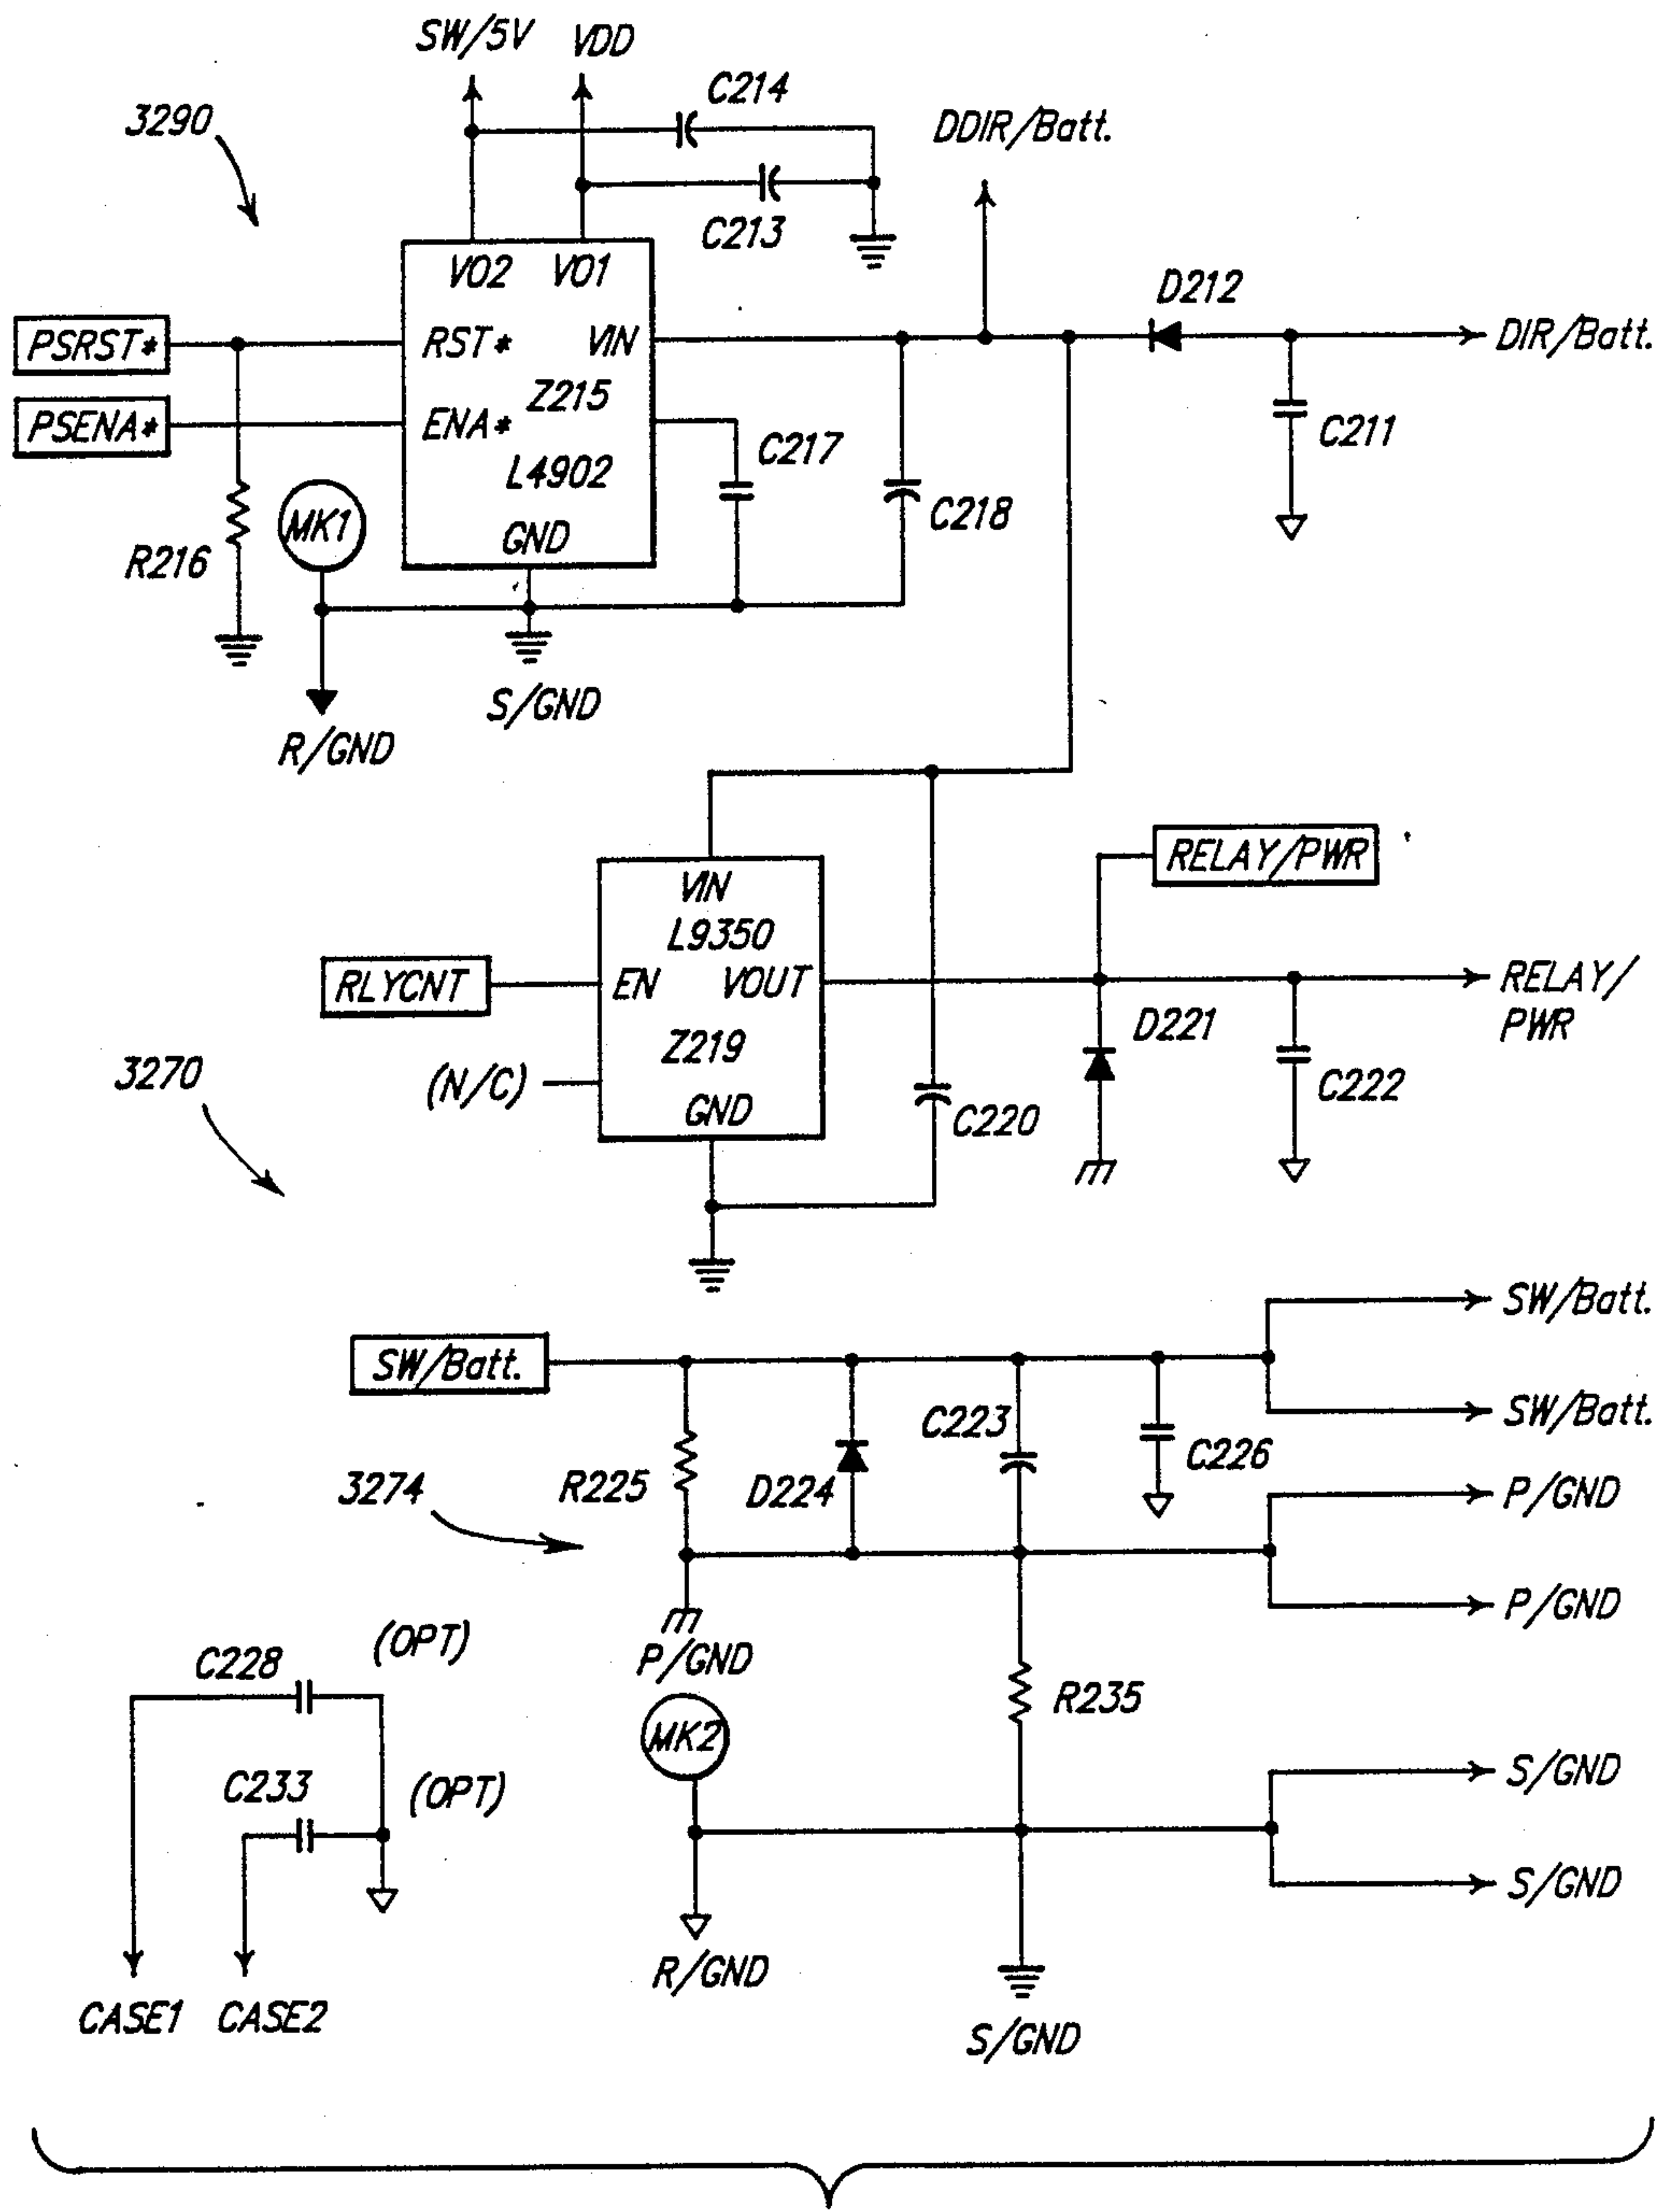 SW/5V
VDD
C214
3290
DDIR/Batt.
C213
VO2
VO1
D212
PSRST*
RST*
VIN
DIR/Batt.
Z215
PSENA*
ENA*
C217
C211
L4902
C218
MK1
GND
R216
S/GND
R/GND
RELAY/PWR
VIN
L9350
RLYCNT
EN
VOUT
RELAY/
PWR
D221
Z219
3270
(N/C)
C222
GND
C220
SW/Batt.
SW/Batt.
SW/Batt.
C223
C226
3274
R225
D224
P/GND
P/GND
P/GND
(OPT)
C228
R235
MK2
C233
(OPT)
S/GND
S/GND
R/GND
CASE1
CASE2
S/GND